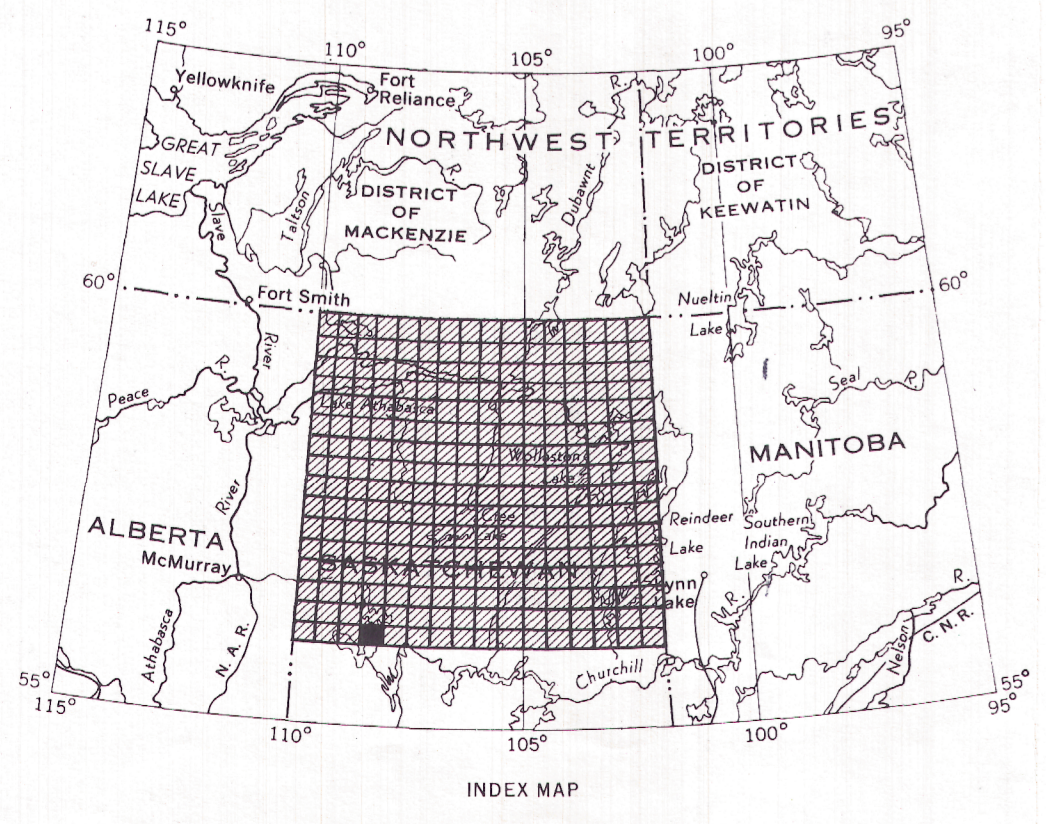 115°
110°
105°
100°
95°
Yellowknife
Fort
Reliance
R.
NORTHWEST TERRITORIES
GREAT
SLAVE
LAKE
Slave
Taltson
R.
DISTRICT
OF
MACKENZIE
Dubawnt
DISTRICT
OF
KEEWATIN
60°
60°
Fort Smith
Nueltin
Lake
River
R.
Peace
Lake Athabasca
Seal R.
MANITOBA
Wollaston
Lake
River
Cree
Lake
Reindeer
Lake
Southern
Indian
Lake
ALBERTA
McMurray
SASKATCHEWAN
Lynn
Lake
R.
R.
Athabasca
N. A. R.
Churchill
Nelson
C. N. R.
55°
115°
110°
105°
100°
55°
95°
INDEX MAP